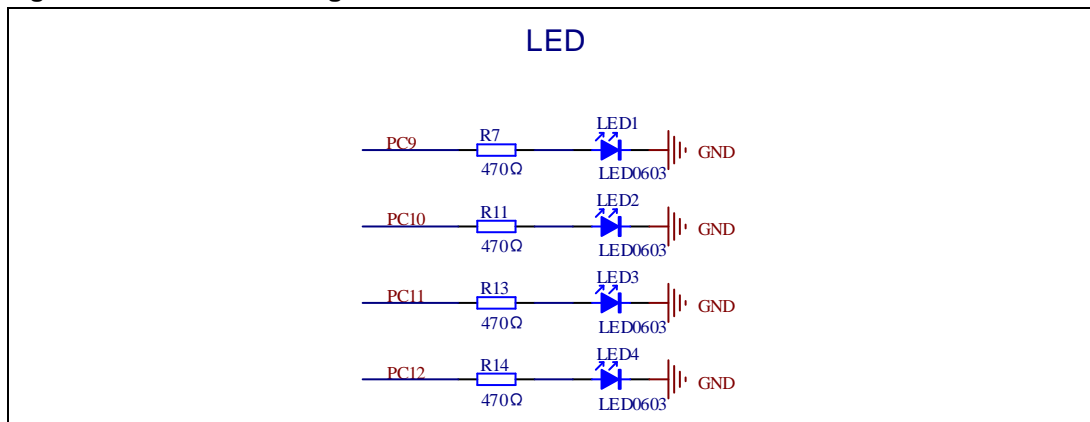 LED
LED1
PC9
R7
GND
470Ω
LED0603
LED2
PC10
R11
GND
470Ω
LED0603
LED3
PC11
R13
GND
470Ω
LED0603
LED4
PC12
R14
GND
470Ω
LED0603